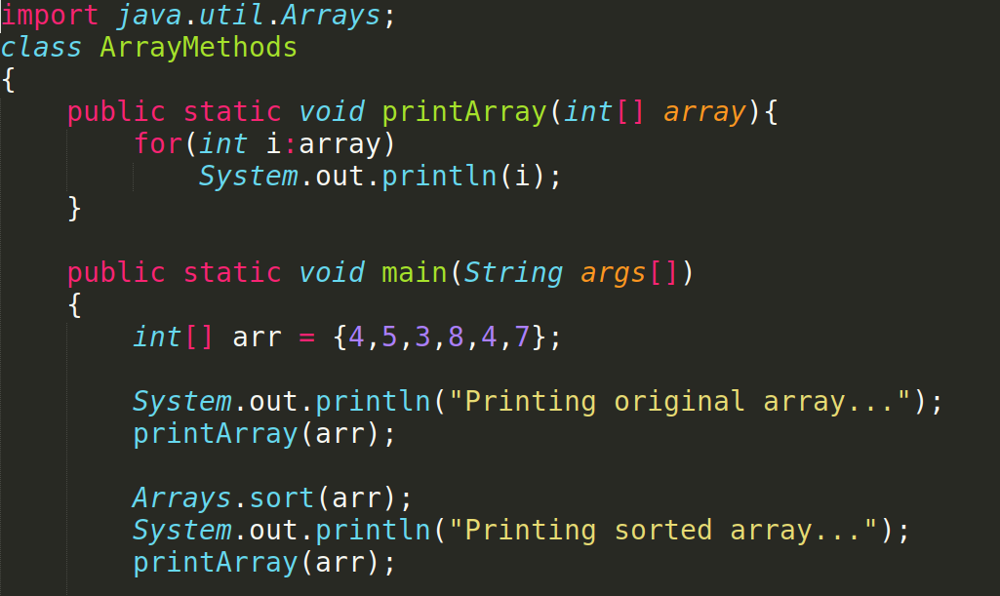 import java.util.Arrays;
class ArrayMethods
{
    public static void printArray(int[] array){
        for(int i:array)
            System.out.println(i);
    }

    public static void main(String args[])
    {
        int[] arr = {4,5,3,8,4,7};

        System.out.println("Printing original array...");
        printArray(arr);

        Arrays.sort(arr);
        System.out.println("Printing sorted array...");
        printArray(arr);